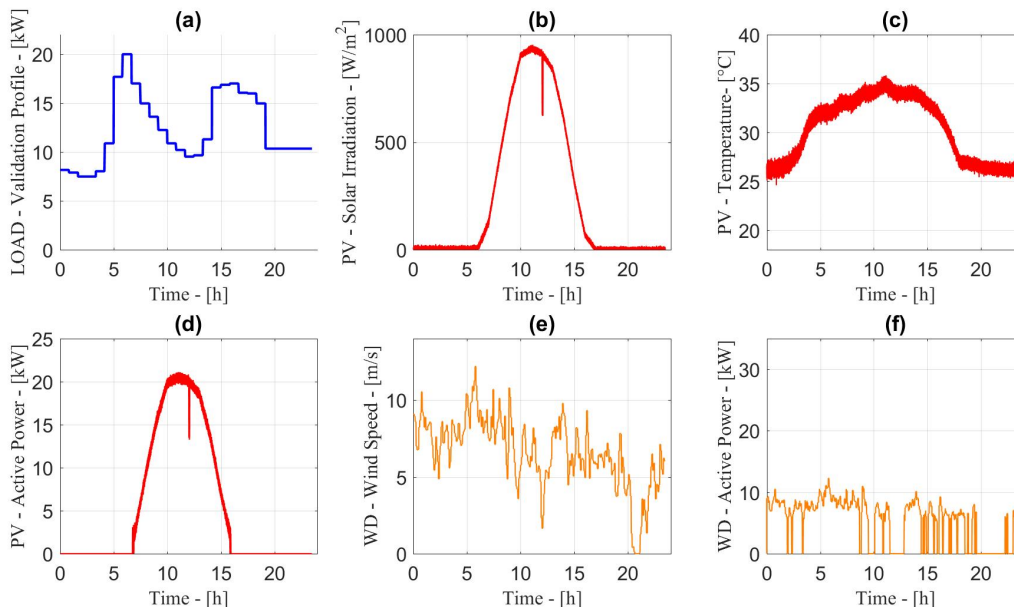 (a)
20
15
10
5
0
0 5 10 15 20
LOAD - Validation Profile - [kW]
Time - [h]
(b)
1000
500
0
0 5 10 15 20
PV - Solar Irradiation - [W/m²]
Time - [h]
(c)
40
35
30
25
20
0 5 10 15 20
PV - Temperature- [°C]
Time - [h]
(d)
25
20
15
10
5
0
0 5 10 15 20
PV - Active Power - [kW]
Time - [h]
(e)
10
5
0
0 5 10 15 20
WD - Wind Speed - [m/s]
Time - [h]
(f)
30
20
10
0
0 5 10 15 20
WD - Active Power - [kW]
Time - [h]